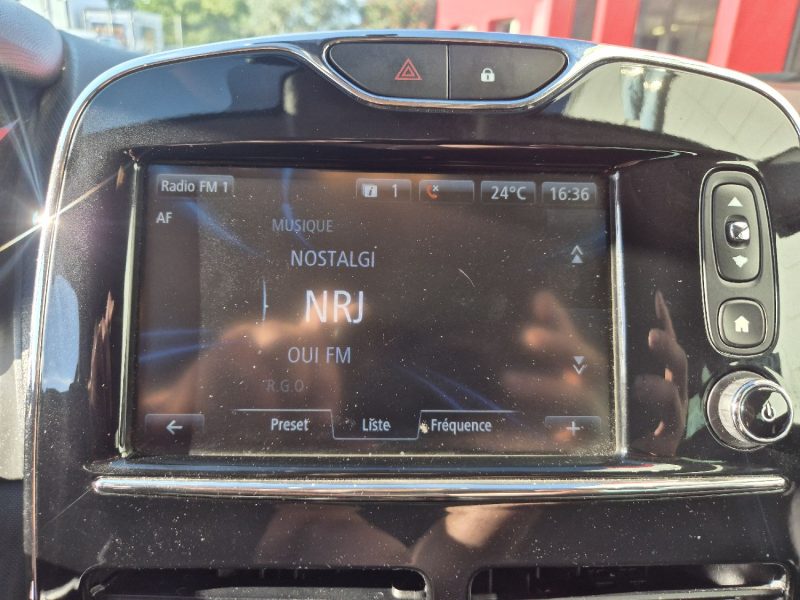 Radio FM 1
1
24°C
16:36
AF
MUSIQUE
NOSTALGI
NRJ
OUI FM
R.G.O
Preset Liste Fréquence